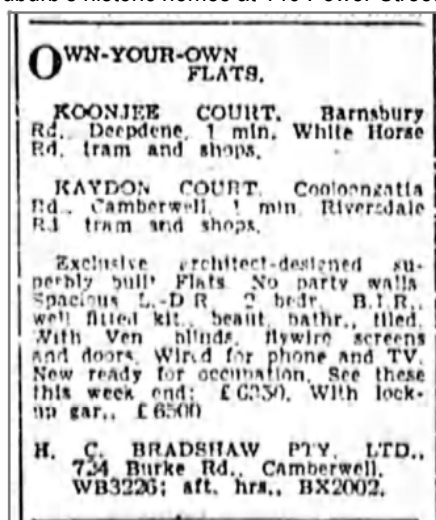 OWN-YOUR-OWN
FLATS.
KOONJEE COURT. Barnsbury
Rd., Deepdene. 1 min. White Horse
Rd. tram and shops.
KAYDON COURT. Cooloongatta
Rd., Camberwell. 1 min. Riversdale
Rd. tram and shops.
Exclusive architect-designed su-
perbly built Flats. No party walls.
Spacious L.-D.R. 2 bedr. B.I.R.,
well fitted kit., beaut. bathr., tiled.
With Ven. blinds, flywire screens
and doors. Wired for phone and TV.
Now ready for occupation. See these
this week end: With lock-
up gar., £6500
H. C. BRADSHAW PTY. LTD.,
724 Burke Rd., Camberwell.
WB3226; aft. hrs., BX2002.